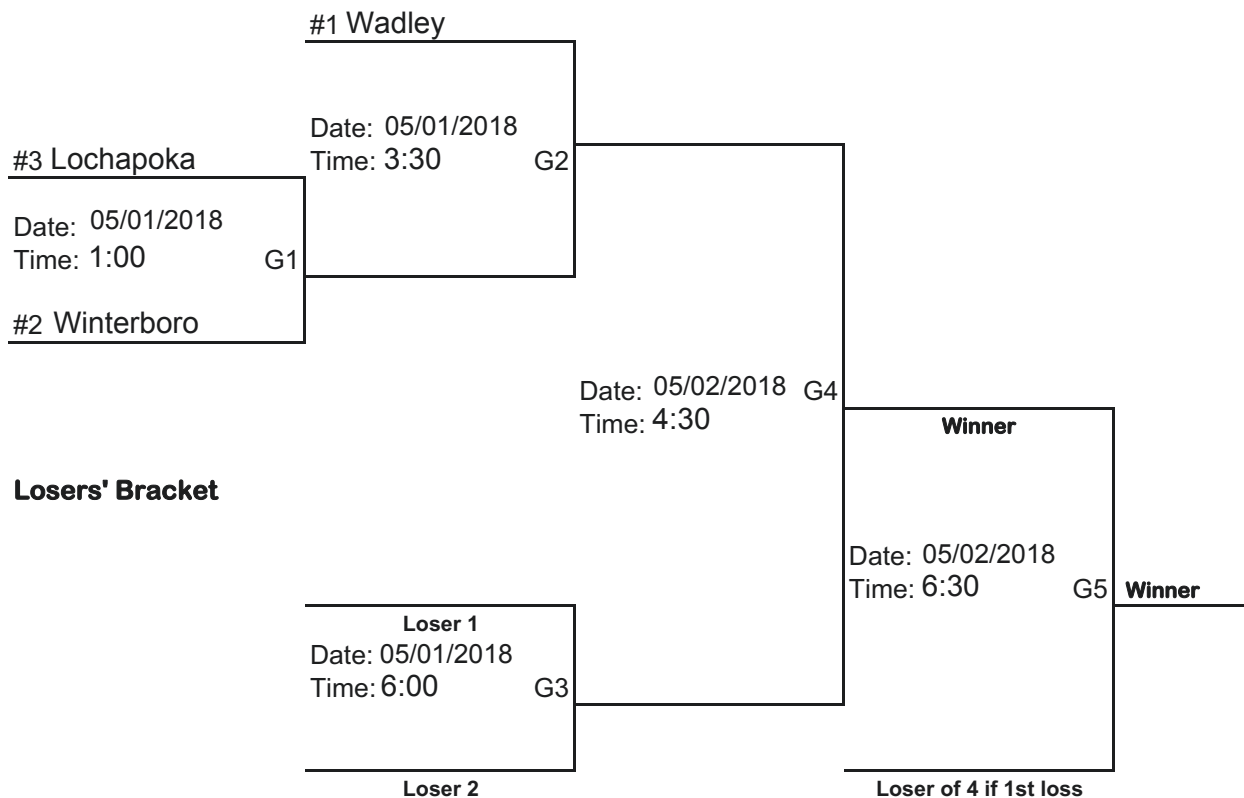 #1 Wadley
Date: 05/01/2018
Time: 3:30 G2
#3 Lochapoka
Date: 05/01/2018
Time: 1:00 G1
#2 Winterboro
Date: 05/02/2018 G4
Time: 4:30
Winner
Losers' Bracket
Date: 05/02/2018
Time: 6:30 G5 Winner
Loser 1
Date: 05/01/2018
Time: 6:00 G3
Loser 2
Loser of 4 if 1st loss